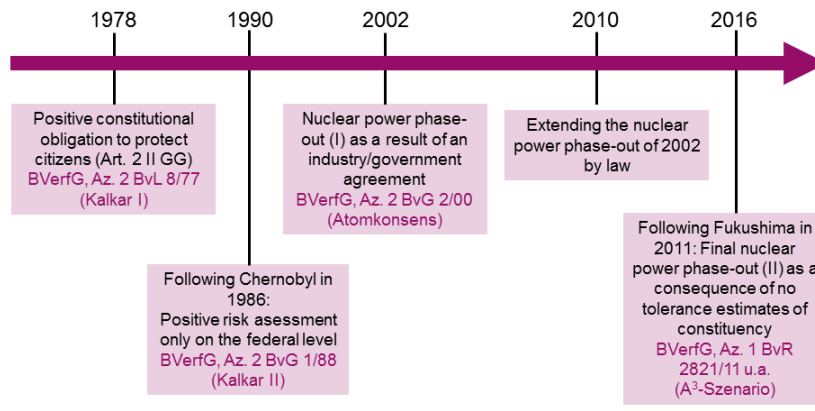 1978
1990
2002
2010
2016
Positive constitutional
obligation to protect
citizens (Art. 2 II GG)
BVerfG, Az. 2 BvL 8/77
(Kalkar I)
Following Chernobyl in
1986:
Positive risk asessment
only on the federal level
BVerfG, Az. 2 BvG 1/88
(Kalkar II)
Nuclear power phase-
out (I) as a result of an
industry/government
agreement
BVerfG, Az. 2 BvG 2/00
(Atomkonsens)
Extending the nuclear
power phase-out of 2002
by law
Following Fukushima in
2011: Final nuclear
power phase-out (II) as a
consequence of no
tolerance estimates of
constituency
BVerfG, Az. 1 BvR
2821/11 u.a.
(A³-Szenario)